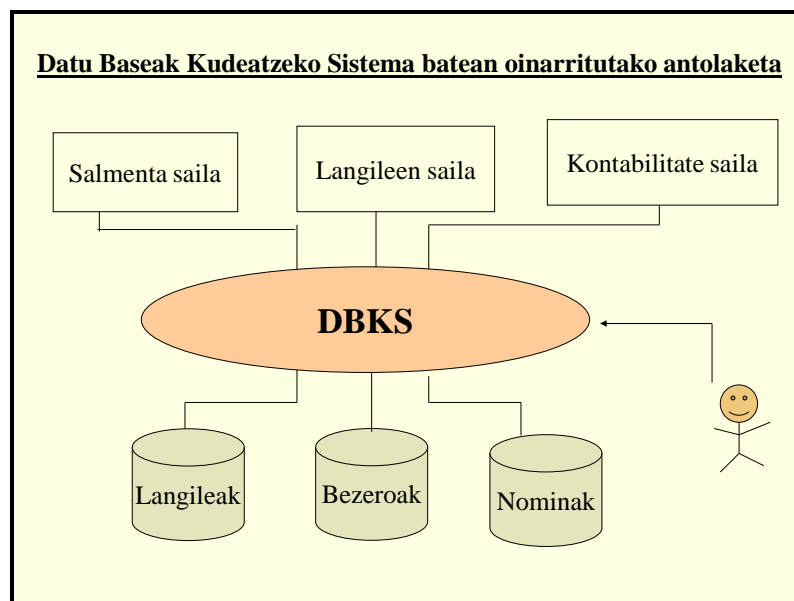 Datu Baseak Kudeatzeko Sistema batean oinarritutako antolaketa
Salmenta saila
Langileen saila
Kontabilitate saila
DBKS
Langileak
Bezeroak
Nominak